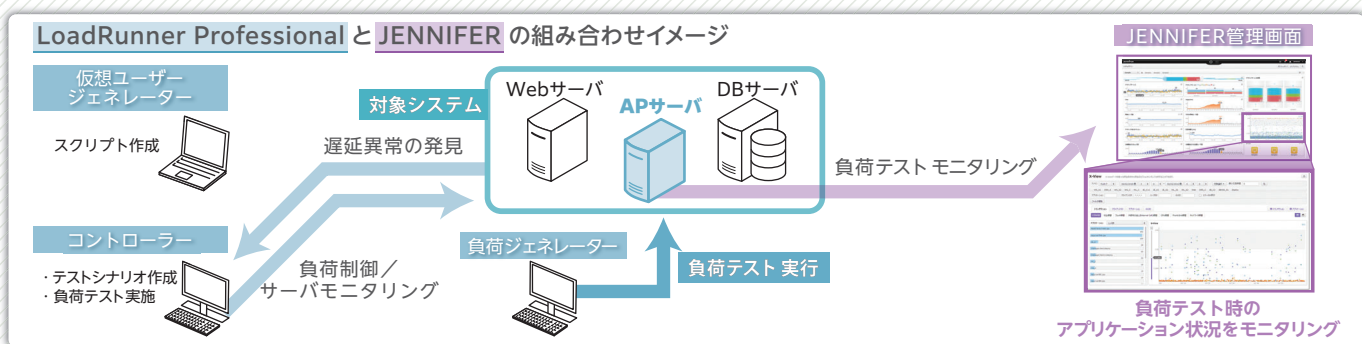 LoadRunner Professional と JENNIFER の組み合わせイメージ
仮想ユーザー
ジェネレーター
スクリプト作成
コントローラー
・テストシナリオ作成
・負荷テスト実施
遅延異常の発見
負荷制御／
サーバモニタリング
対象システム
Webサーバ
APサーバ
DBサーバ
負荷ジェネレーター
負荷テスト 実行
負荷テスト モニタリング
JENNIFER管理画面
X-View
負荷テスト時の
アプリケーション状況をモニタリング